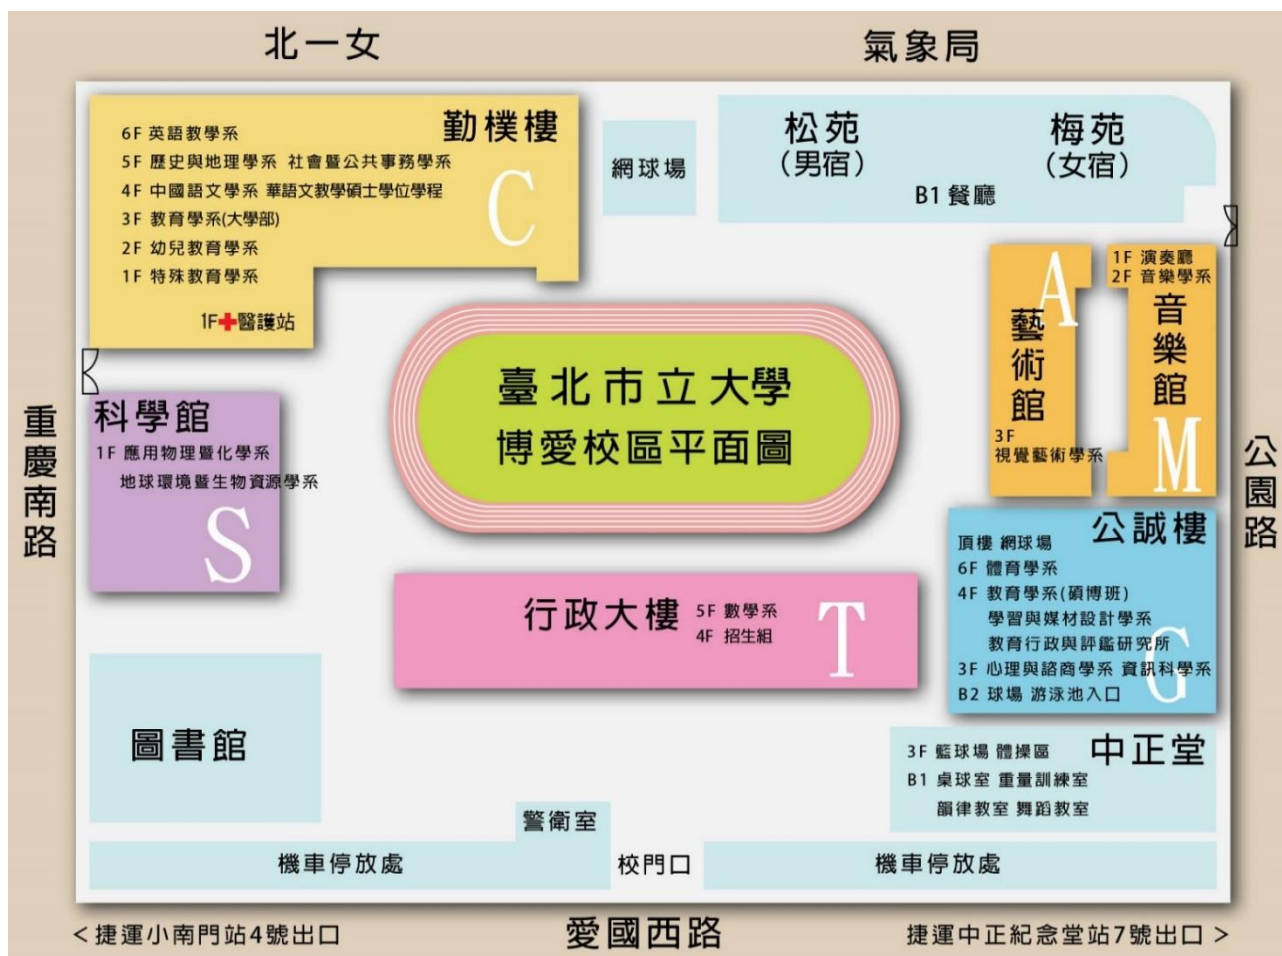 北一女
氣象局
勤樸樓
6F 英語教學系
5F 歷史與地理學系 社會暨公共事務學系
4F 中國語文學系 華語文教學碩士學位學程
3F 教育學系(大學部)
2F 幼兒教育學系
1F 特殊教育學系
1F 醫護站
C
網球場
松苑
(男宿)
梅苑
(女宿)
B1 餐廳
A
藝術館
3F
視覺藝術學系
1F 演奏廳
2F 音樂學系
音樂館
M
臺北市立大學
博愛校區平面圖
重慶南路
科學館
1F 應用物理暨化學系
地球環境暨生物資源學系
S
公園路
公誠樓
頂樓 網球場
6F 體育學系
4F 教育學系(碩博班)
學習與媒材設計學系
教育行政與評鑑研究所
3F 心理與諮商學系 資訊科學系
B2 球場 游泳池入口
G
行政大樓
5F 數學系
4F 招生組
T
圖書館
中正堂
3F 籃球場 體操區
B1 桌球室 重量訓練室
韻律教室 舞蹈教室
警衛室
機車停放處
校門口
機車停放處
<捷運小南門站4號出口
愛國西路
捷運中正紀念堂站7號出口 >